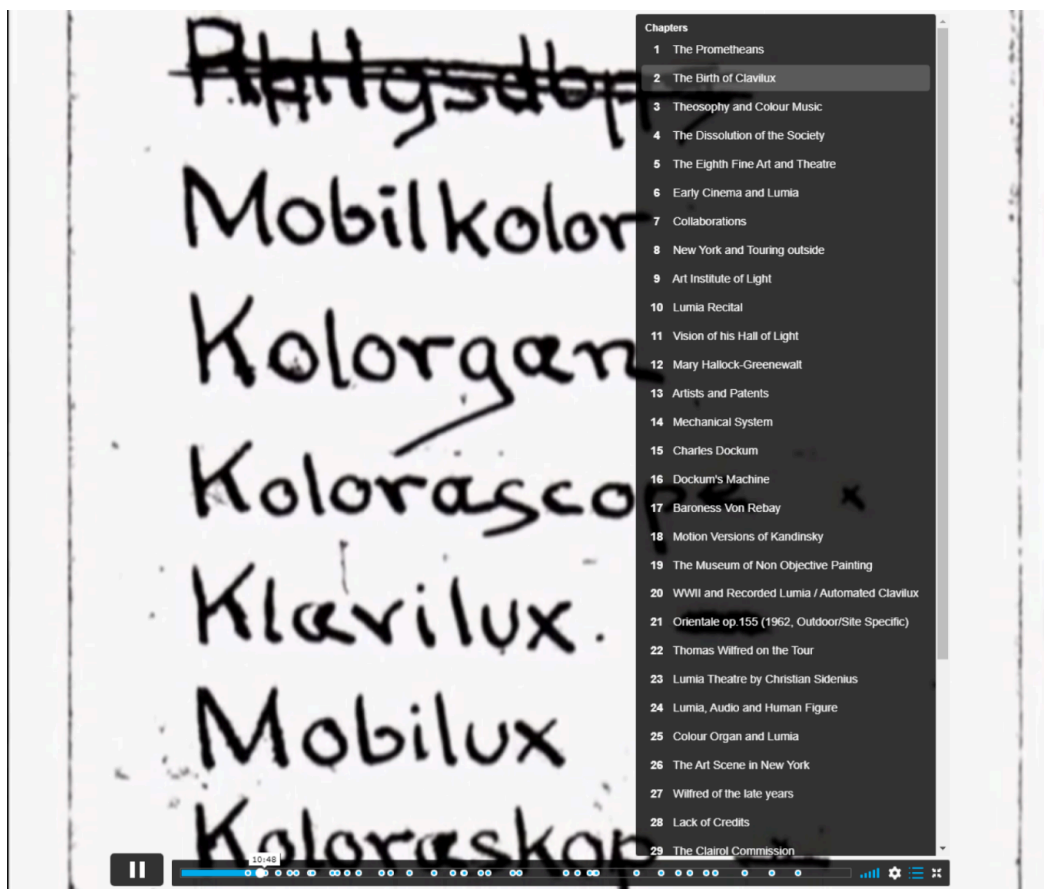 Mobilkolor
Kolorgan
Kolorascope
Klavilux.
Mobilux
Koloraskop
Chapters
1 The Prometheans
2 The Birth of Clavilux
3 Theosophy and Colour Music
4 The Dissolution of the Society
5 The Eighth Fine Art and Theatre
6 Early Cinema and Lumia
7 Collaborations
8 New York and Touring outside
9 Art Institute of Light
10 Lumia Recital
11 Vision of his Hall of Light
12 Mary Hallock-Greenewalt
13 Artists and Patents
14 Mechanical System
15 Charles Dockum
16 Dockum's Machine
17 Baroness Von Rebay
18 Motion Versions of Kandinsky
19 The Museum of Non Objective Painting
20 WWII and Recorded Lumia / Automated Clavilux
21 Orientale op.155 (1962, Outdoor/Site Specific)
22 Thomas Wilfred on the Tour
23 Lumia Theatre by Christian Sidenius
24 Lumia, Audio and Human Figure
25 Colour Organ and Lumia
26 The Art Scene in New York
27 Wilfred of the late years
28 Lack of Credits
29 The Clairol Commission
10:48